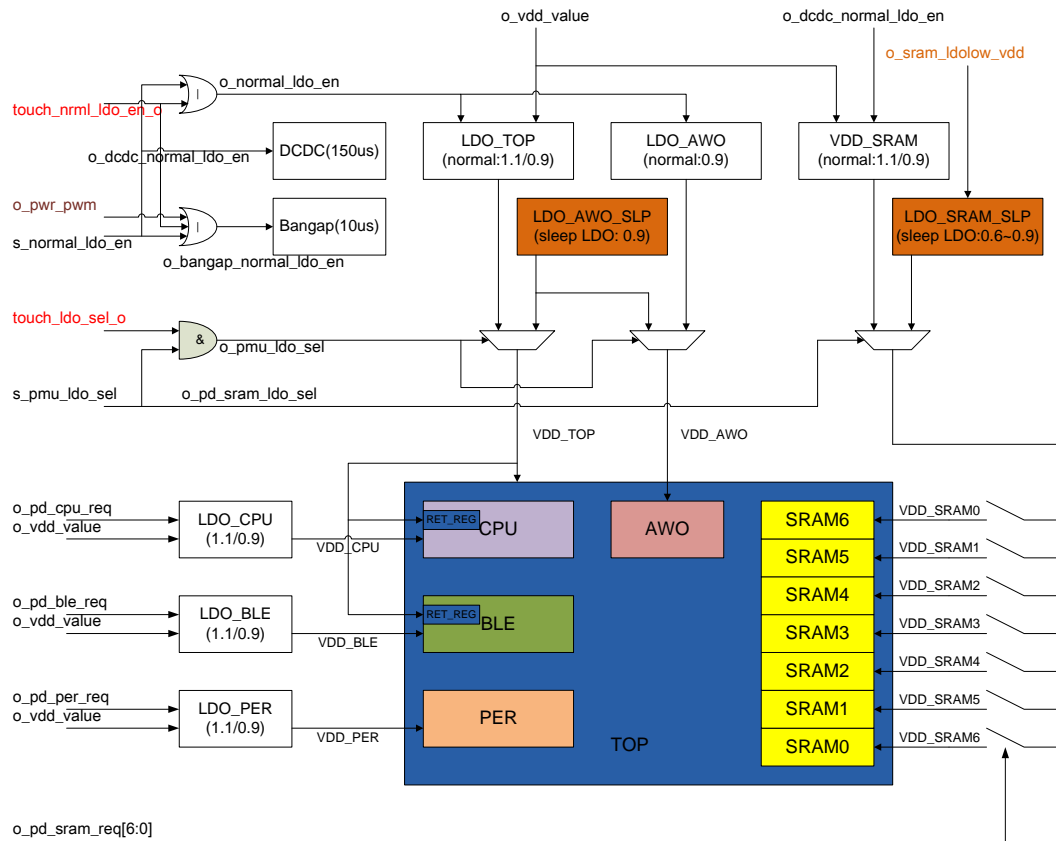 o_vdd_value
o_dcdc_normal_ldo_en
o_sram_ldolow_vdd
o_normal_ldo_en
touch_nrml_ldo_en_o
|
LDO_TOP
(normal:1.1/0.9)
LDO_AWO
(normal:0.9)
VDD_SRAM
(normal:1.1/0.9)
o_dcdc_normal_ldo_en
DCDC(150us)
o_pwr_pwm
|
Bangap(10us)
s_normal_ldo_en
o_bangap_normal_ldo_en
LDO_AWO_SLP
(sleep LDO: 0.9)
LDO_SRAM_SLP
(sleep LDO:0.6~0.9)
touch_ldo_sel_o
&
o_pmu_ldo_sel
s_pmu_ldo_sel
o_pd_sram_ldo_sel
VDD_TOP
VDD_AWO
o_pd_cpu_req
o_vdd_value
LDO_CPU
(1.1/0.9)
VDD_CPU
RET_REG
CPU
AWO
SRAM6
VDD_SRAM0
SRAM5
VDD_SRAM1
o_pd_ble_req
o_vdd_value
LDO_BLE
(1.1/0.9)
VDD_BLE
RET_REG
BLE
SRAM4
VDD_SRAM2
SRAM3
VDD_SRAM3
SRAM2
VDD_SRAM4
o_pd_per_req
o_vdd_value
LDO_PER
(1.1/0.9)
VDD_PER
PER
TOP
SRAM1
VDD_SRAM5
SRAM0
VDD_SRAM6
o_pd_sram_req[6:0]